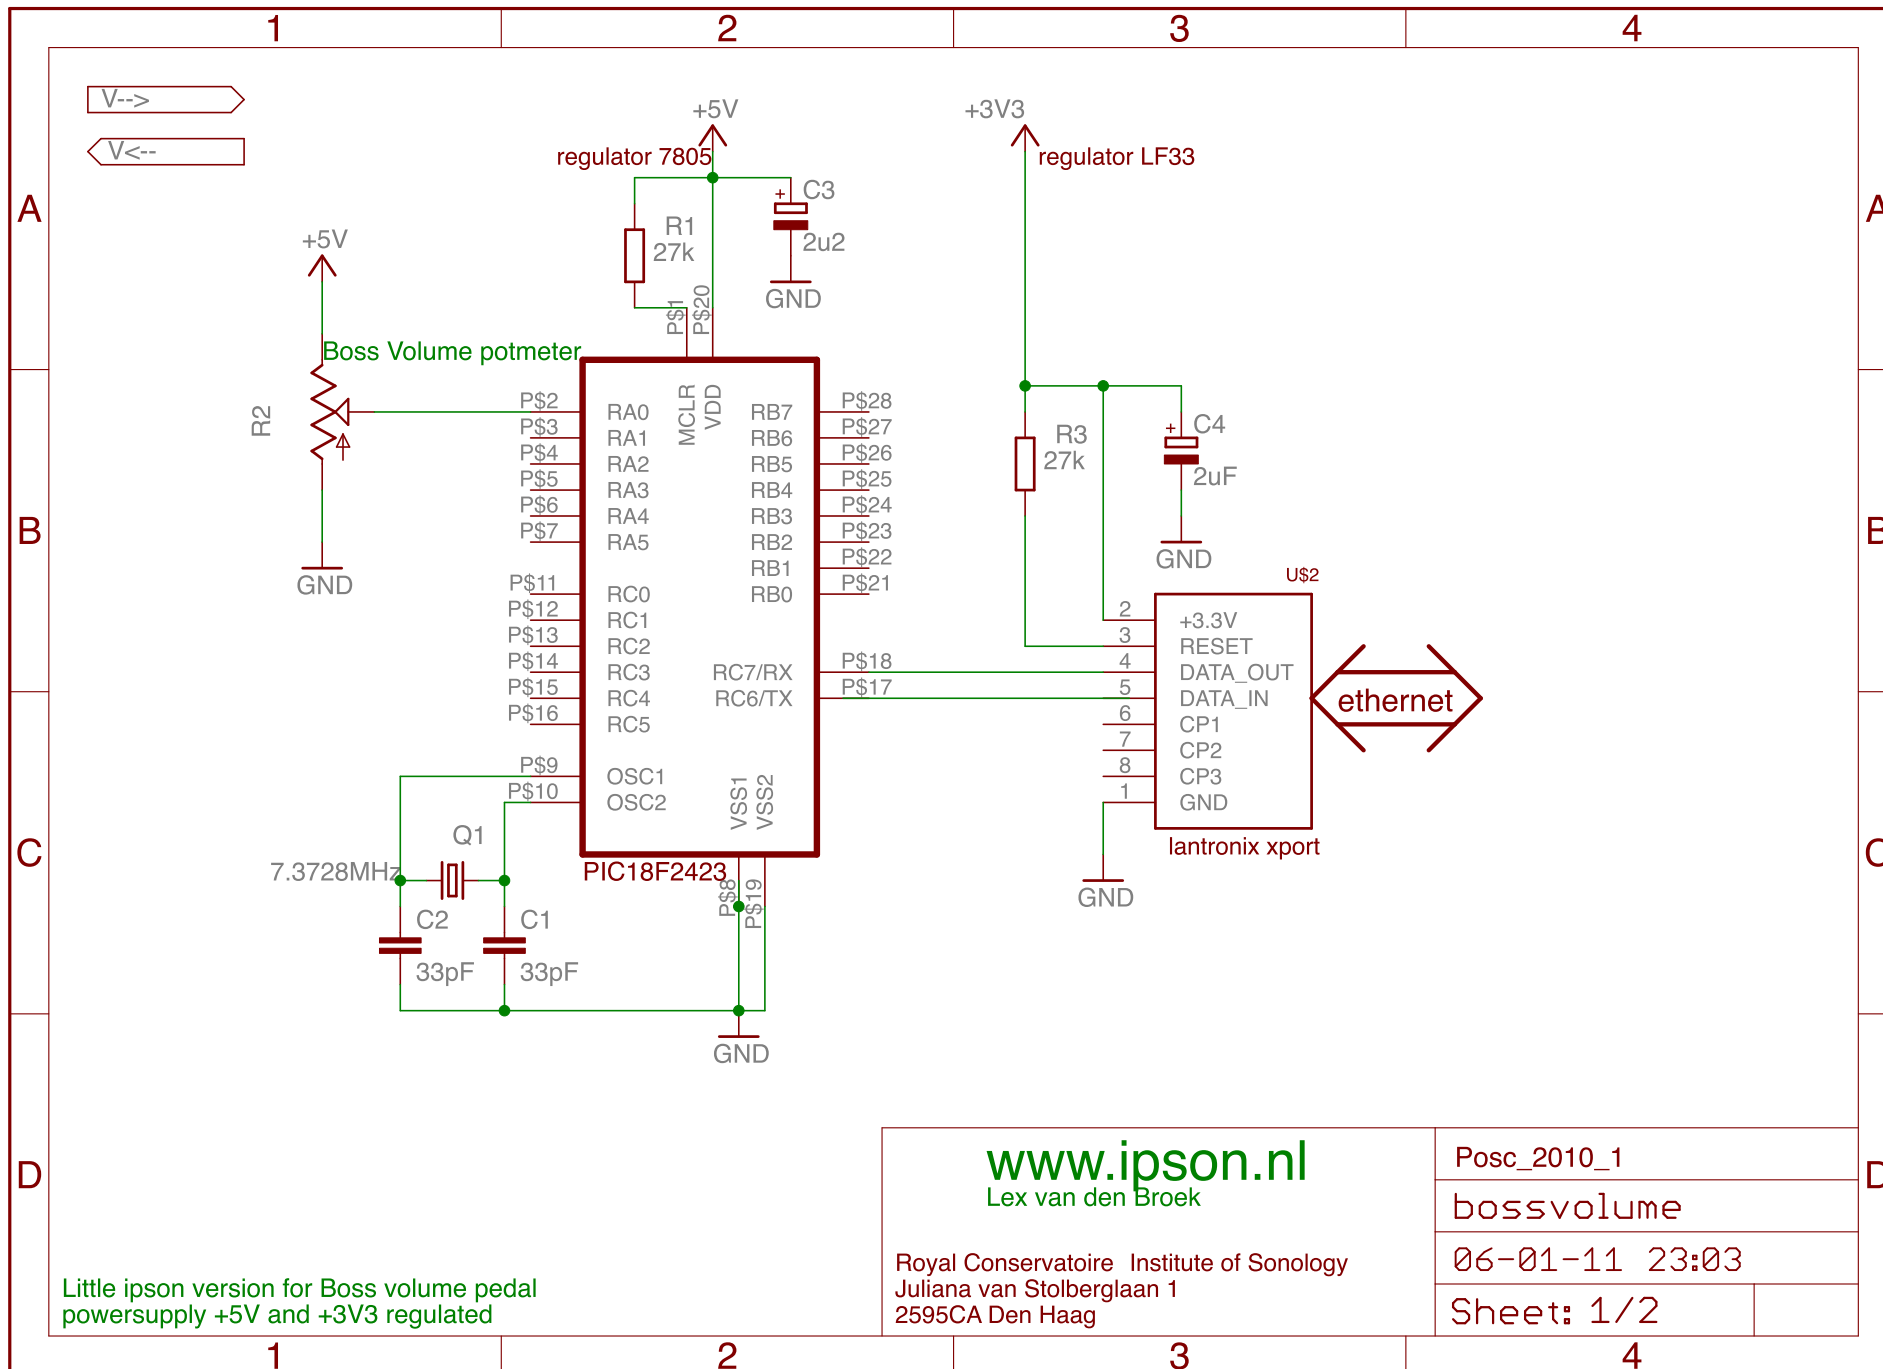 1 2 3 4
V-->
V<--
+5V
+3V3
regulator 7805
regulator LF33
A
A
C3
+
2u2
GND
R1
27k
P$1
P$20
+5V
Boss Volume potmeter
R2
GND
P$2 RA0
P$3 RA1
P$4 RA2
P$5 RA3
P$6 RA4
P$7 RA5
P$11 RC0
P$12 RC1
P$13 RC2
P$14 RC3
P$15 RC4
P$16 RC5
P$9 OSC1
P$10 OSC2
MCLR
VDD
RB7 P$28
RB6 P$27
RB5 P$26
RB4 P$25
RB3 P$24
RB2 P$23
RB1 P$22
RB0 P$21
RC7/RX P$18
RC6/TX P$17
VSS1
VSS2
PIC18F2423
P$8
P$19
GND
B
B
R3
27k
C4
+
2uF
GND
U$2
2 +3.3V
3 RESET
4 DATA_OUT
5 DATA_IN
6 CP1
7 CP2
8 CP3
1 GND
lantronix xport
ethernet
GND
C
C
Q1
7.3728MHz
C2
33pF
C1
33pF
D
D
www.ipson.nl
Lex van den Broek
Royal Conservatoire Institute of Sonology
Juliana van Stolberglaan 1
2595CA Den Haag
Posc_2010_1
bossvolume
06-01-11 23:03
Sheet: 1/2
Little ipson version for Boss volume pedal
powersupply +5V and +3V3 regulated
1 2 3 4